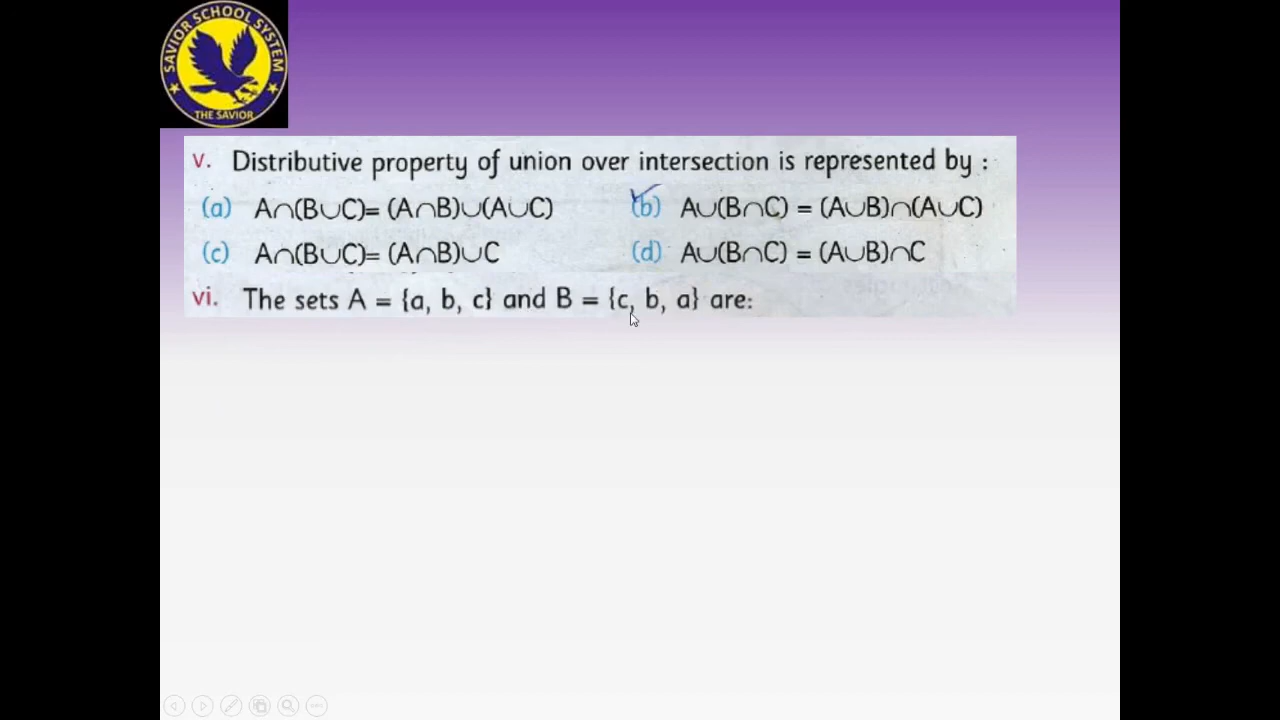 SAVIOR SCHOOL SYSTEM
THE SAVIOR
v. Distributive property of union over intersection is represented by :
(a) A∩(B∪C)= (A∩B)∪(A∪C) (b) A∪(B∩C) = (A∪B)∩(A∪C)
(c) A∩(B∪C)= (A∩B)∪C (d) A∪(B∩C) = (A∪B)∩C
vi. The sets A = {a, b, c} and B = {c, b, a} are: